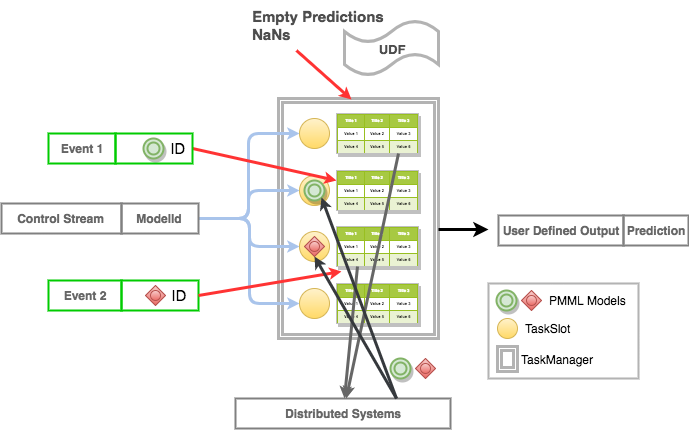 Empty Predictions
NaNs
UDF
Title 1 Title 2 Title 3
Value 1 Value 2 Value 3
Value 4 Value 5 Value 6
Event 1 ID
Title 1 Title 2 Title 3
Value 1 Value 2 Value 3
Value 4 Value 5 Value 6
Control Stream ModelId
User Defined Output Prediction
Title 1 Title 2 Title 3
Value 1 Value 2 Value 3
Value 4 Value 5 Value 6
Event 2 ID
Title 1 Title 2 Title 3
Value 1 Value 2 Value 3
Value 4 Value 5 Value 6
PMML Models
TaskSlot
TaskManager
Distributed Systems